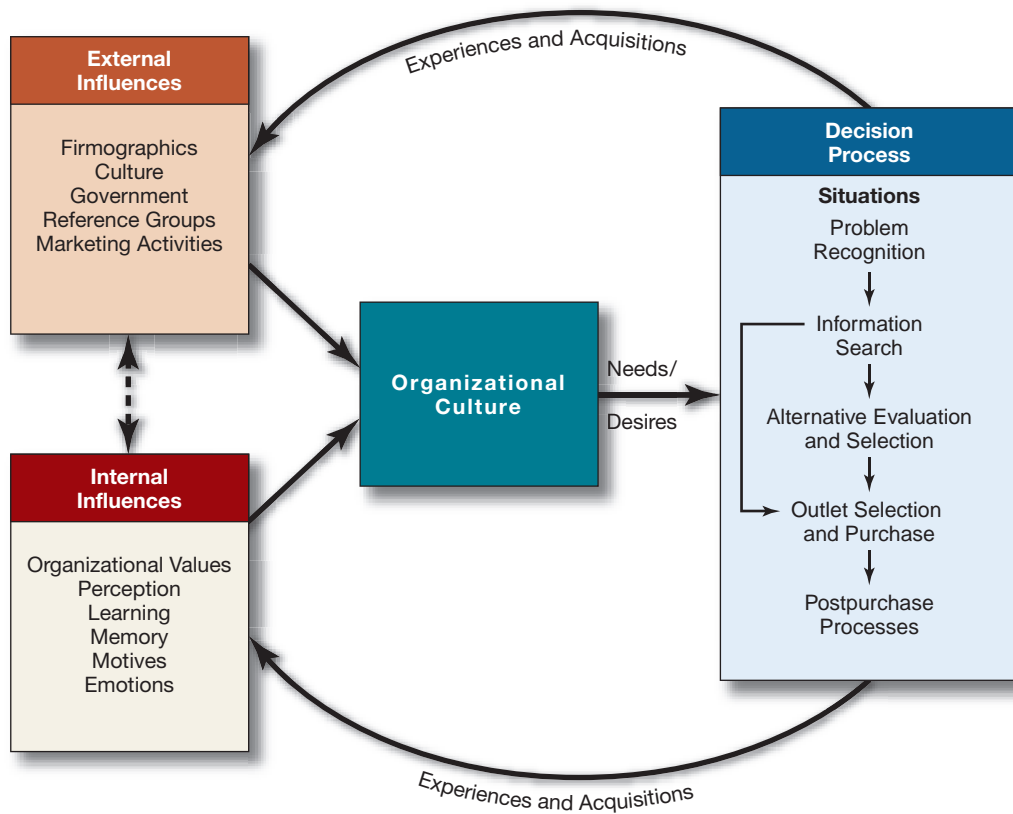 External
Influences
Firmographics
Culture
Government
Reference Groups
Marketing Activities
Internal
Influences
Organizational Values
Perception
Learning
Memory
Motives
Emotions
Experiences and Acquisitions
Organizational
Culture
Needs/
Desires
Experiences and Acquisitions
Decision
Process
Situations
Problem
Recognition
Information
Search
Alternative Evaluation
and Selection
Outlet Selection
and Purchase
Postpurchase
Processes